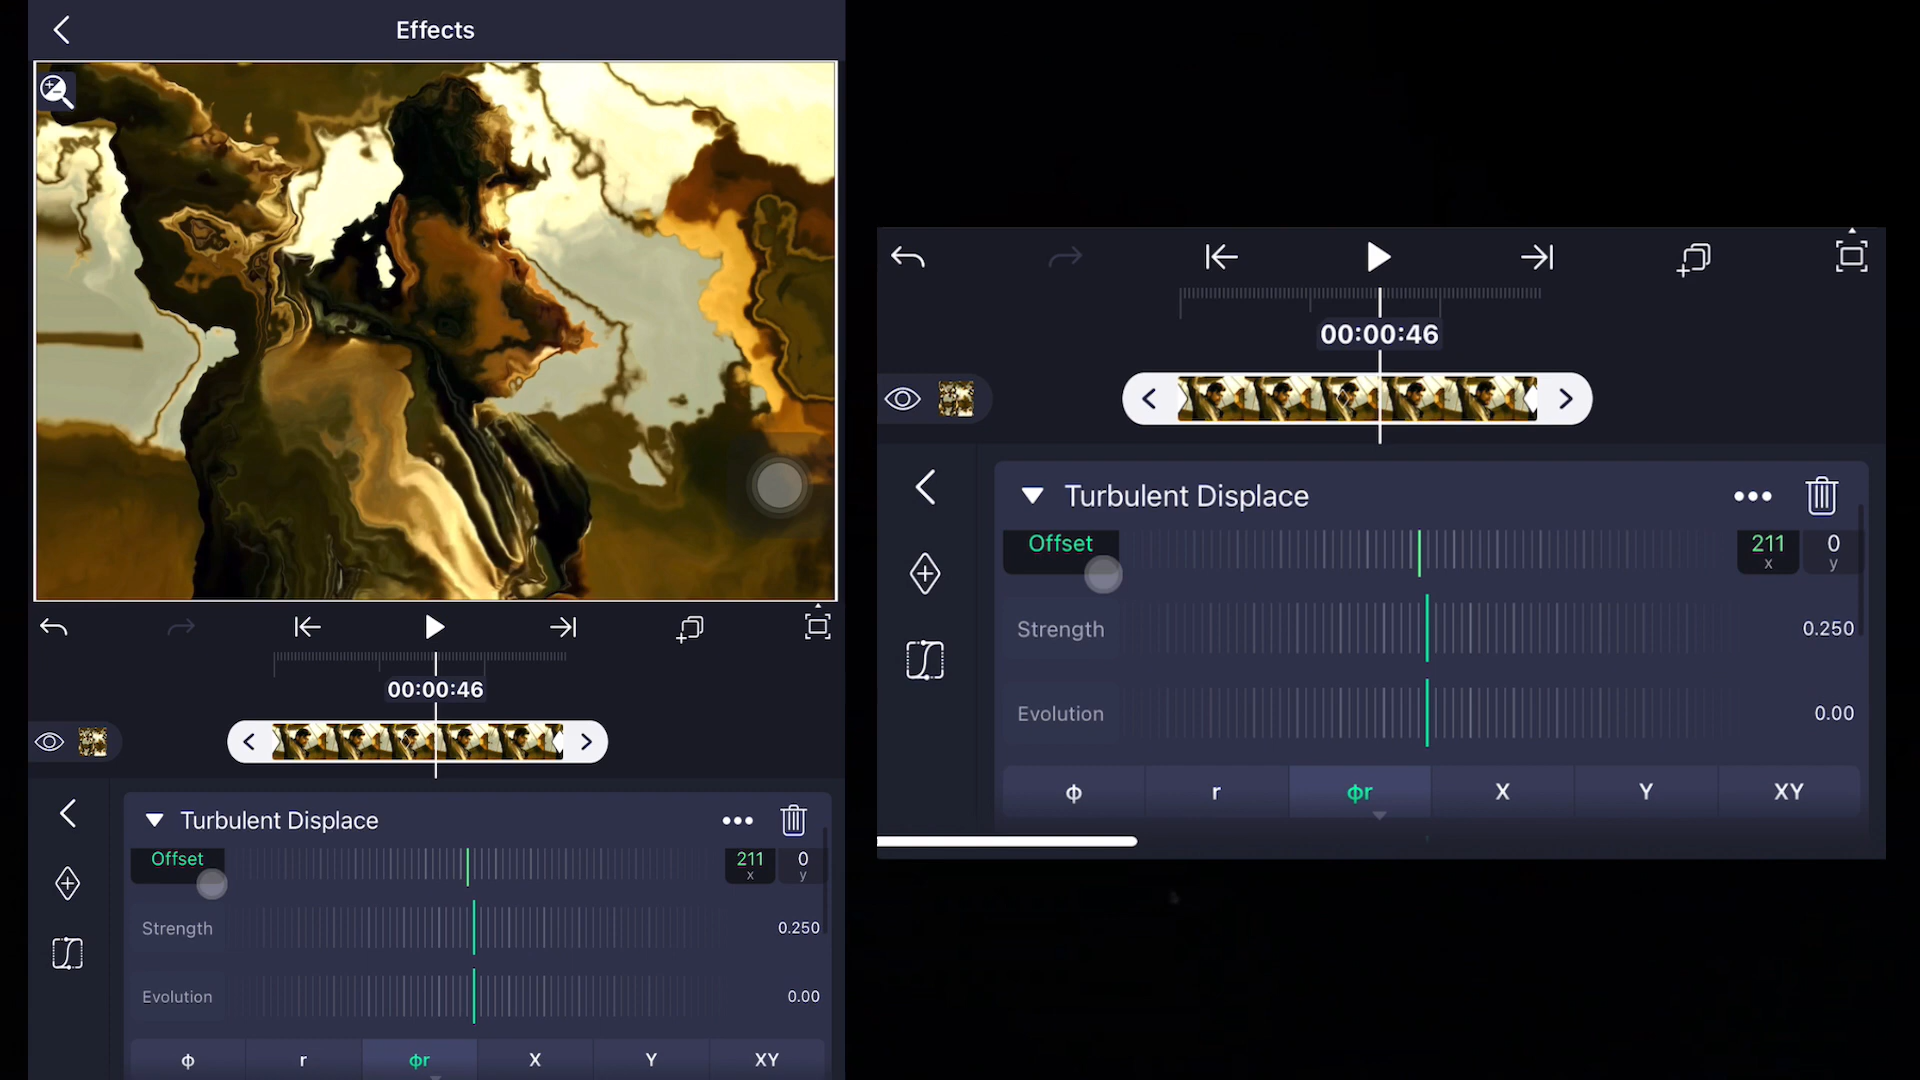 Effects
00:00:46
Turbulent Displace •••
Offset 211 x 0 y
Strength 0.250
Evolution 0.00
ϕ r ϕr X Y XY
00:00:46
Turbulent Displace •••
Offset 211 x 0 y
Strength 0.250
Evolution 0.00
ϕ r ϕr X Y XY